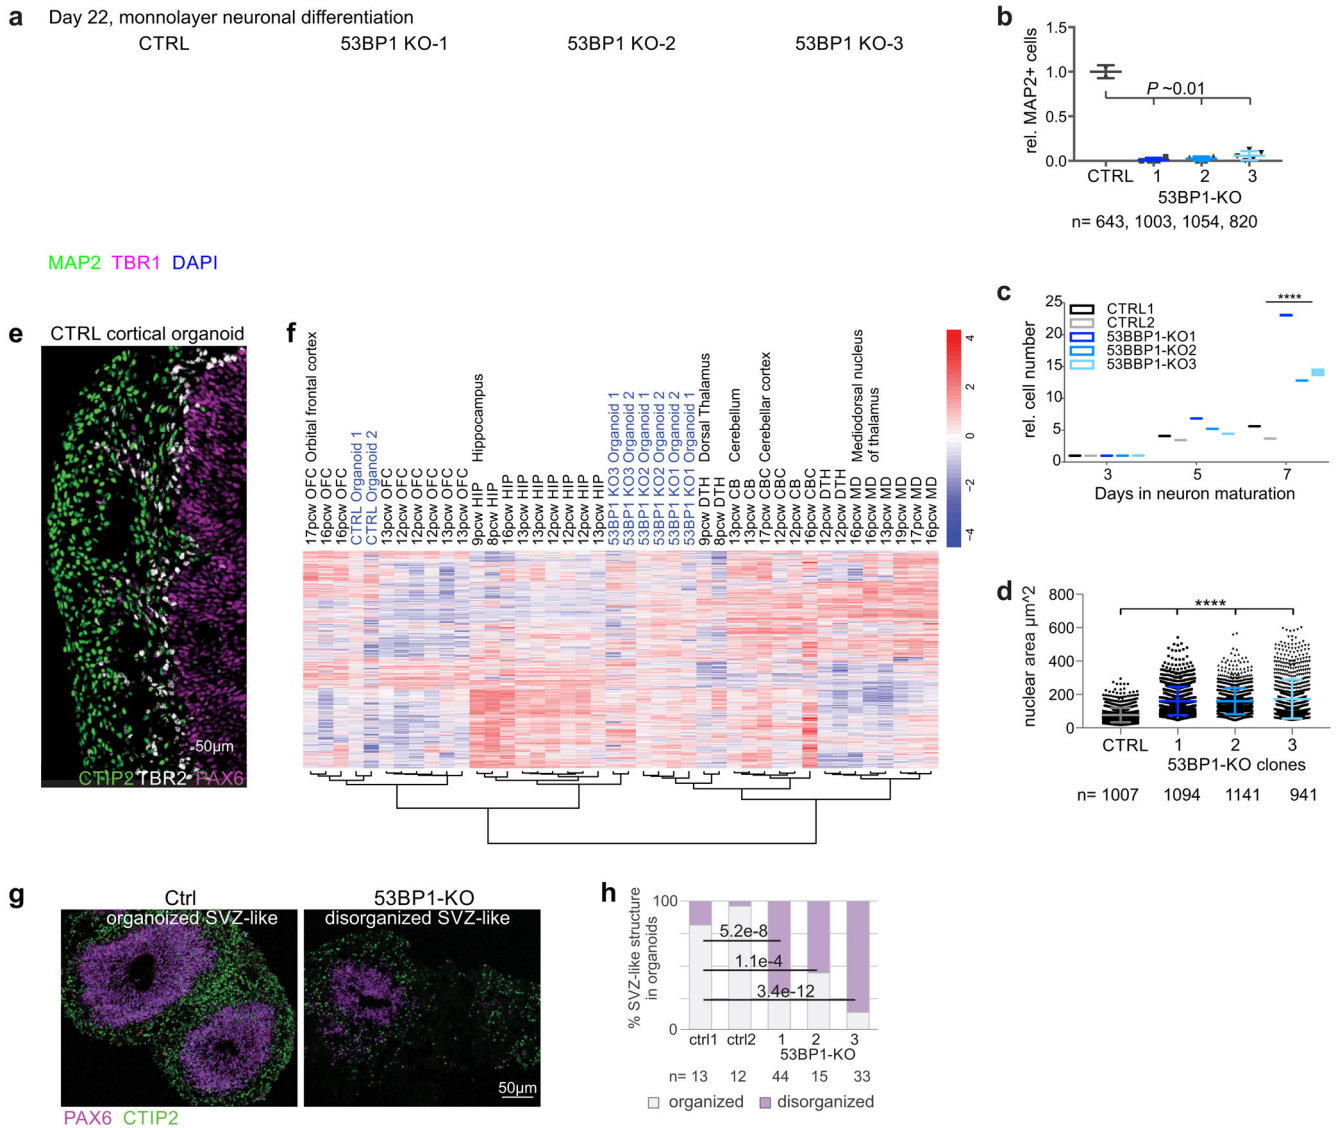 a
Day 22, monnolayer neuronal differentiation
CTRL
53BP1 KO-1
53BP1 KO-2
53BP1 KO-3
MAP2 TBR1 DAPI
b
rel. MAP2+ cells
1.5
1.0
0.5
0.0
P ~0.01
CTRL 1 2 3
53BP1-KO
n= 643, 1003, 1054, 820
c
rel. cell number
25
20
15
10
5
0
CTRL1
CTRL2
53BBP1-KO1
53BBP1-KO2
53BBP1-KO3
****
3 5 7
Days in neuron maturation
d
nuclear area µm^2
800
600
400
200
0
****
CTRL 1 2 3
53BP1-KO clones
n= 1007 1094 1141 941
e
CTRL cortical organoid
50µm
CTIP2 TBR2 PAX6
f
Orbital frontal cortex
Hippocampus
Dorsal Thalamus
Cerebellum
Cerebellar cortex
Mediodorsal nucleus
of thalamus
17pcw OFC
16pcw OFC
16pcw OFC
CTRL Organoid 1
CTRL Organoid 2
13pcw OFC
12pcw OFC
12pcw OFC
12pcw OFC
13pcw OFC
13pcw OFC
9pcw HIP
8pcw HIP
16pcw HIP
13pcw HIP
13pcw HIP
12pcw HIP
12pcw HIP
12pcw HIP
13pcw HIP
53BP1 KO3 Organoid 1
53BP1 KO3 Organoid 2
53BP1 KO2 Organoid 1
53BP1 KO2 Organoid 2
53BP1 KO1 Organoid 2
53BP1 KO1 Organoid 1
9pcw DTH
8pcw DTH
13pcw CB
13pcw CB
17pcw CBC
12pcw CBC
12pcw CB
16pcw CBC
12pcw DTH
12pcw DTH
16pcw MD
16pcw MD
13pcw MD
19pcw MD
17pcw MD
16pcw MD
4
2
0
−2
−4
g
Ctrl
organoized SVZ-like
53BP1-KO
disorganized SVZ-like
50µm
PAX6 CTIP2
h
% SVZ-like structure
in organoids
100
0
5.2e-8
1.1e-4
3.4e-12
ctrl1 ctrl2 1 2 3
53BP1-KO
n= 13 12 44 15 33
organized disorganized